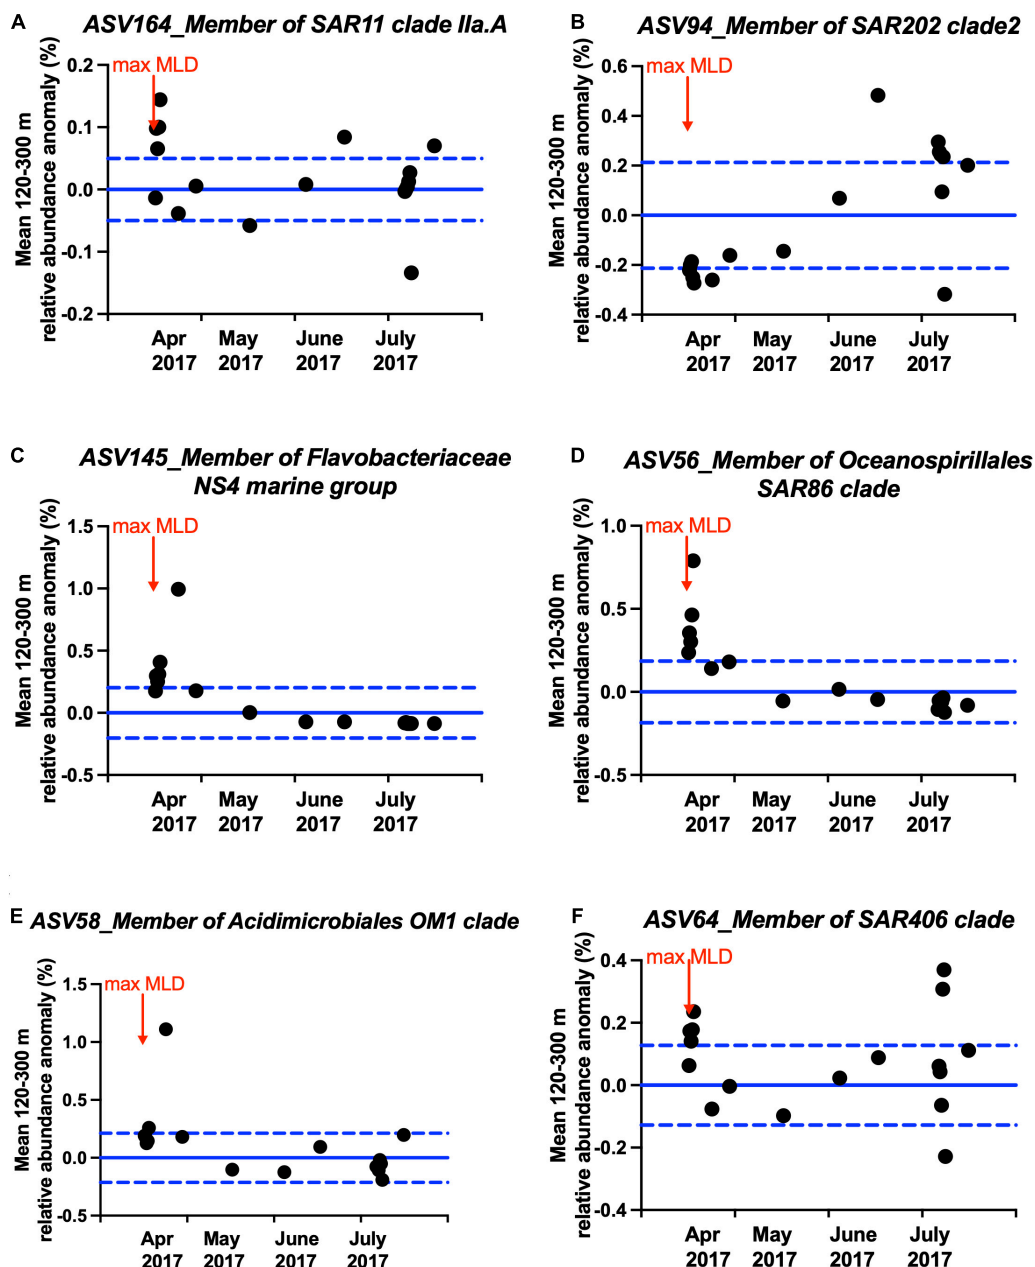 A
ASV164_Member of SAR11 clade IIa.A
Mean 120-300 m
relative abundance anomaly (%)
max MLD
0.2
0.1
0.0
-0.1
-0.2
Apr May June July
2017 2017 2017 2017
B
ASV94_Member of SAR202 clade2
Mean 120-300 m
relative abundance anomaly (%)
max MLD
0.6
0.4
0.2
0.0
-0.2
-0.4
Apr May June July
2017 2017 2017 2017
C
ASV145_Member of Flavobacteriaceae
NS4 marine group
Mean 120-300 m
relative abundance anomaly (%)
max MLD
1.5
1.0
0.5
0.0
-0.5
Apr May June July
2017 2017 2017 2017
D
ASV56_Member of Oceanospirillales
SAR86 clade
Mean 120-300 m
relative abundance anomaly (%)
max MLD
1.0
0.5
0.0
-0.5
Apr May June July
2017 2017 2017 2017
E
ASV58_Member of Acidimicrobiales OM1 clade
Mean 120-300 m
relative abundance anomaly (%)
max MLD
1.5
1.0
0.5
0.0
-0.5
Apr May June July
2017 2017 2017 2017
F
ASV64_Member of SAR406 clade
Mean 120-300 m
relative abundance anomaly (%)
max MLD
0.4
0.2
0.0
-0.2
-0.4
Apr May June July
2017 2017 2017 2017